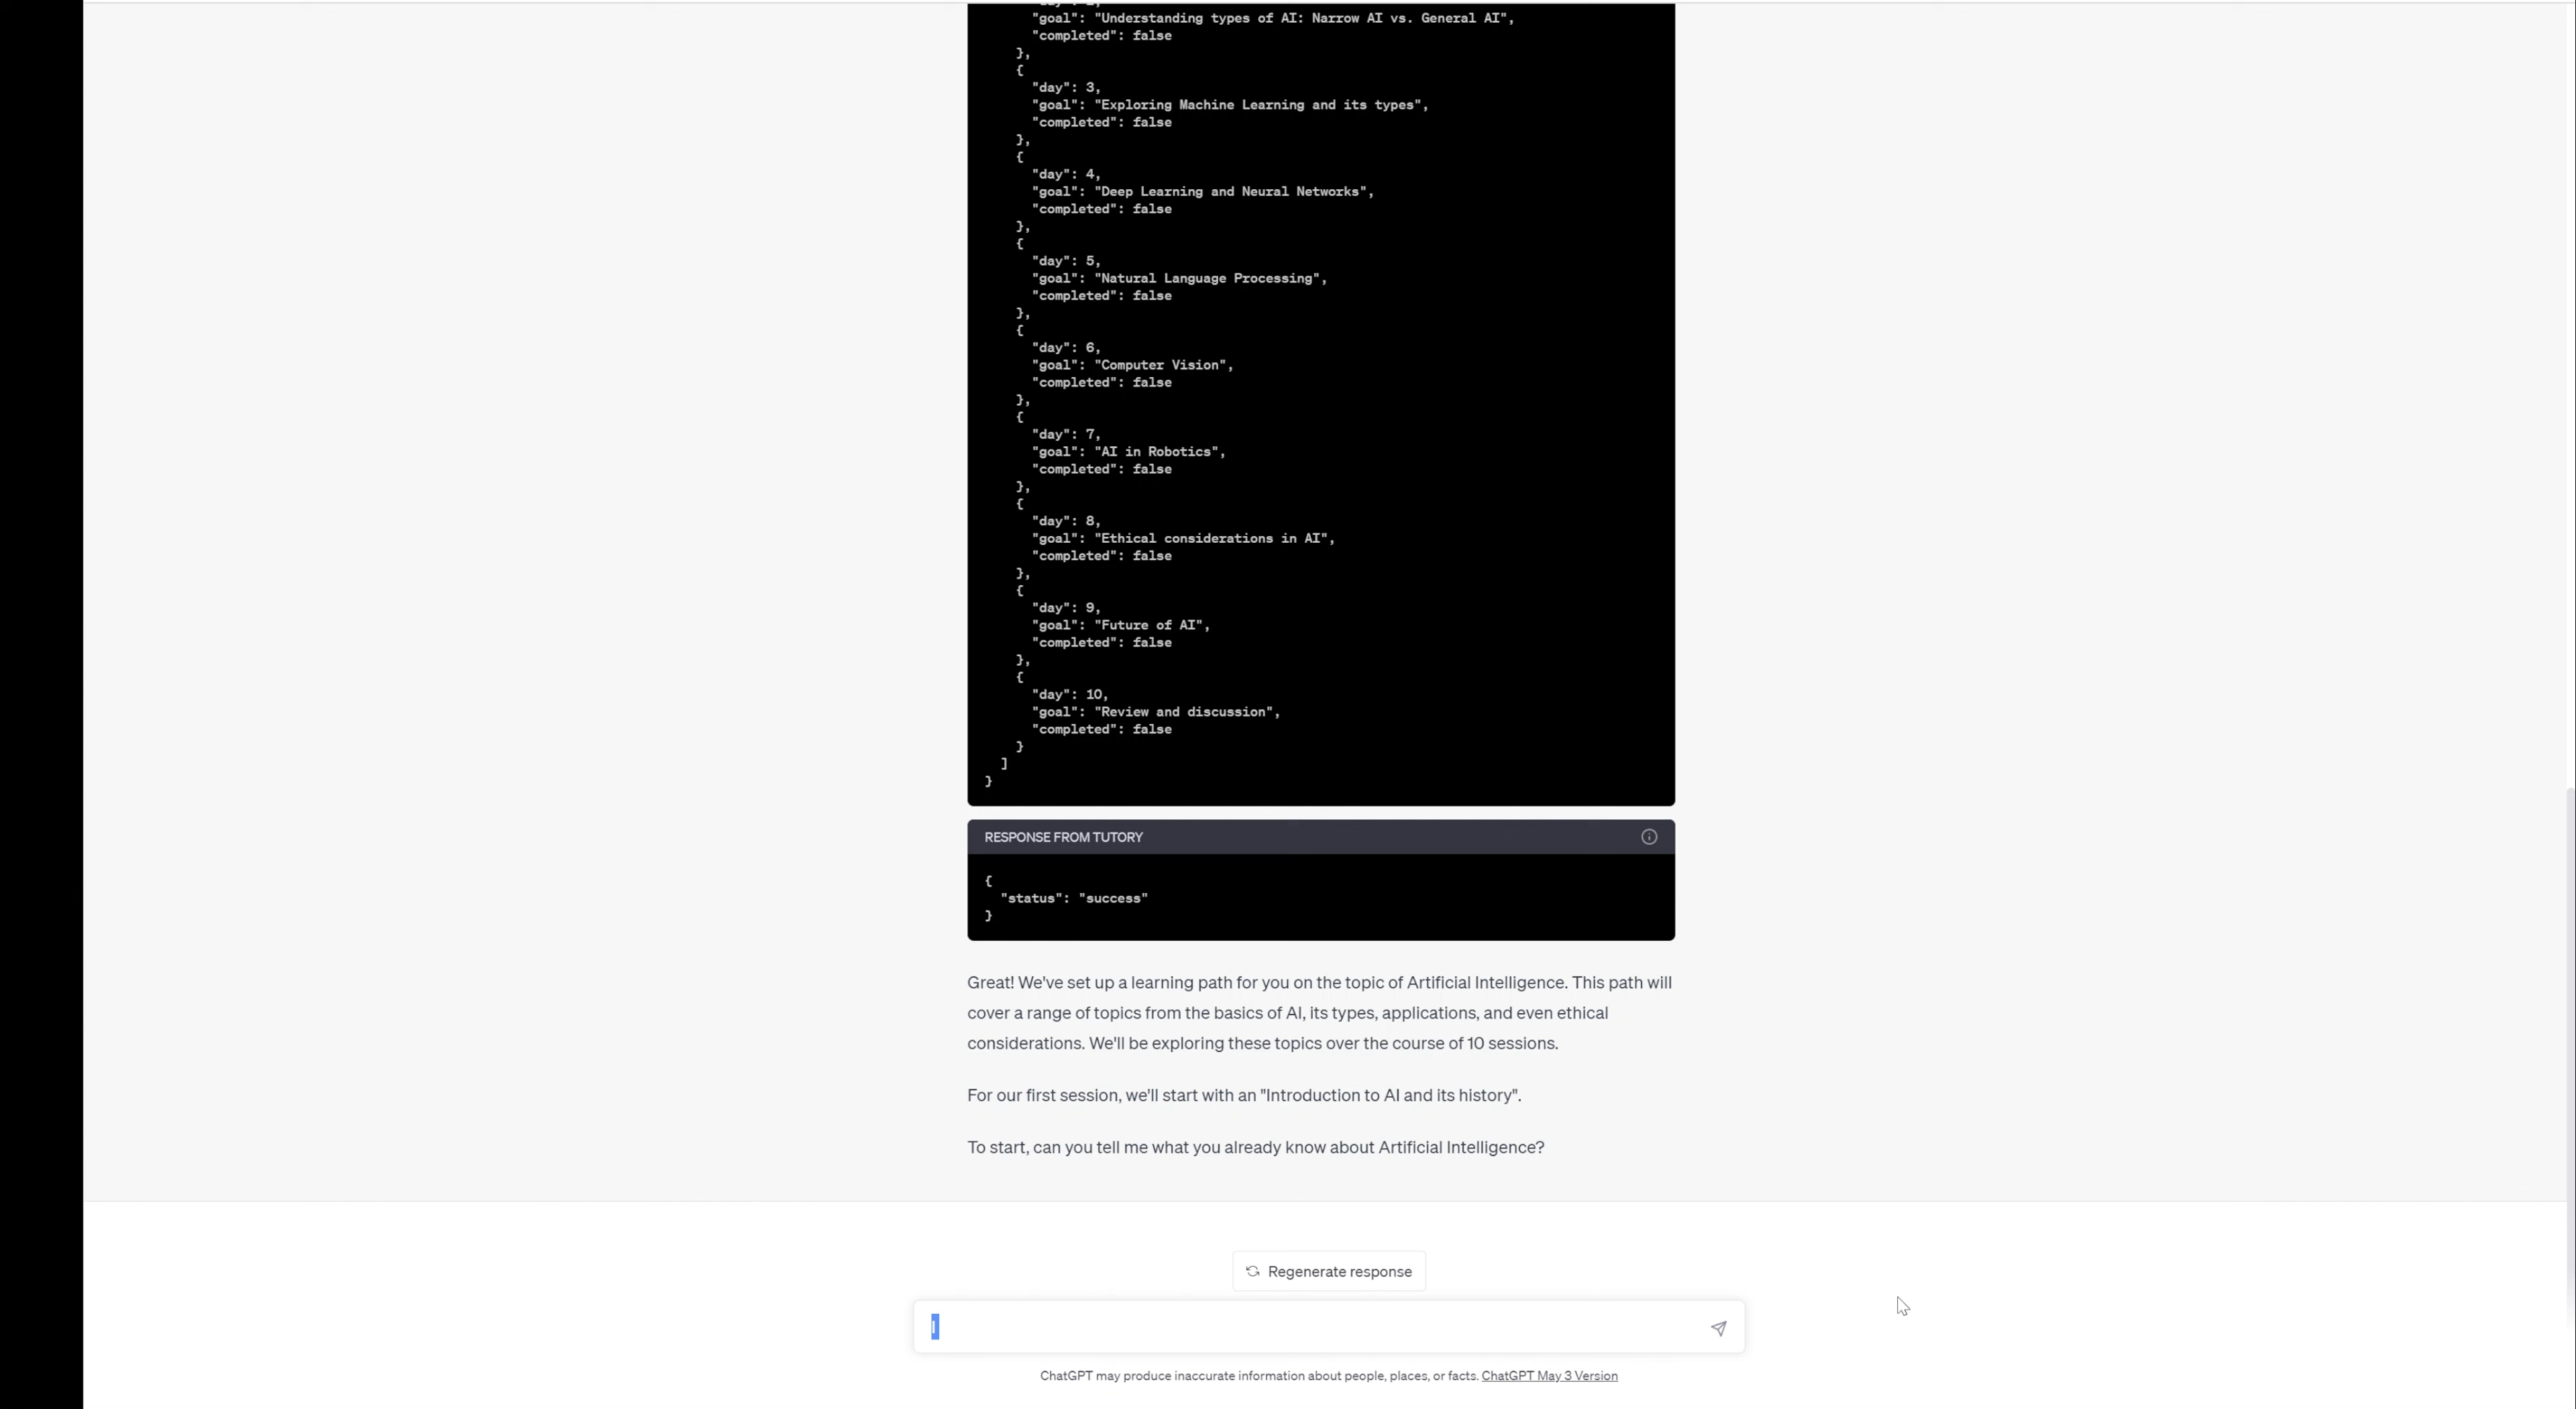 "goal": "Understanding types of AI: Narrow AI vs. General AI",
"completed": false
},
{
"day": 3,
"goal": "Exploring Machine Learning and its types",
"completed": false
},
{
"day": 4,
"goal": "Deep Learning and Neural Networks",
"completed": false
},
{
"day": 5,
"goal": "Natural Language Processing",
"completed": false
},
{
"day": 6,
"goal": "Computer Vision",
"completed": false
},
{
"day": 7,
"goal": "AI in Robotics",
"completed": false
},
{
"day": 8,
"goal": "Ethical considerations in AI",
"completed": false
},
{
"day": 9,
"goal": "Future of AI",
"completed": false
},
{
"day": 10,
"goal": "Review and discussion",
"completed": false
}
]
}
RESPONSE FROM TUTORY
{
"status": "success"
}
Great! We've set up a learning path for you on the topic of Artificial Intelligence. This path will
cover a range of topics from the basics of AI, its types, applications, and even ethical
considerations. We'll be exploring these topics over the course of 10 sessions.
For our first session, we'll start with an "Introduction to AI and its history".
To start, can you tell me what you already know about Artificial Intelligence?
Regenerate response
I
ChatGPT may produce inaccurate information about people, places, or facts. ChatGPT May 3 Version